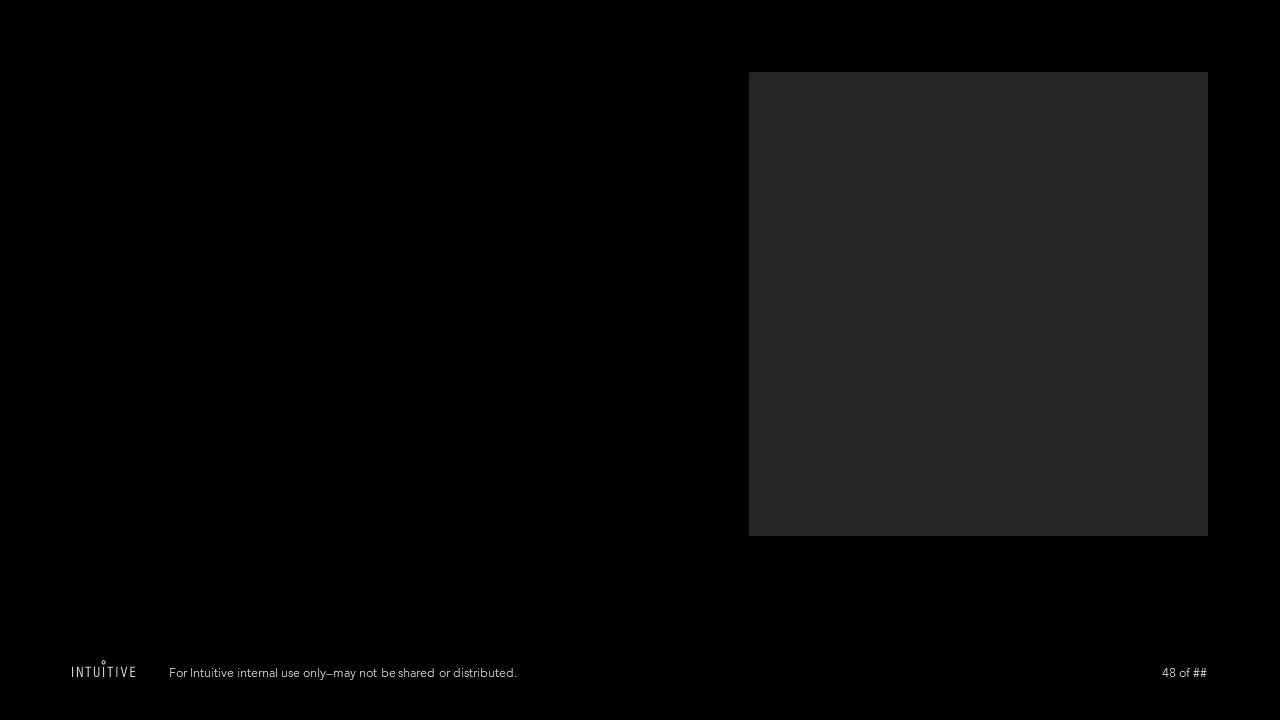 INTUITIVE
For Intuitive internal use only—may not be shared or distributed.
48 of ##